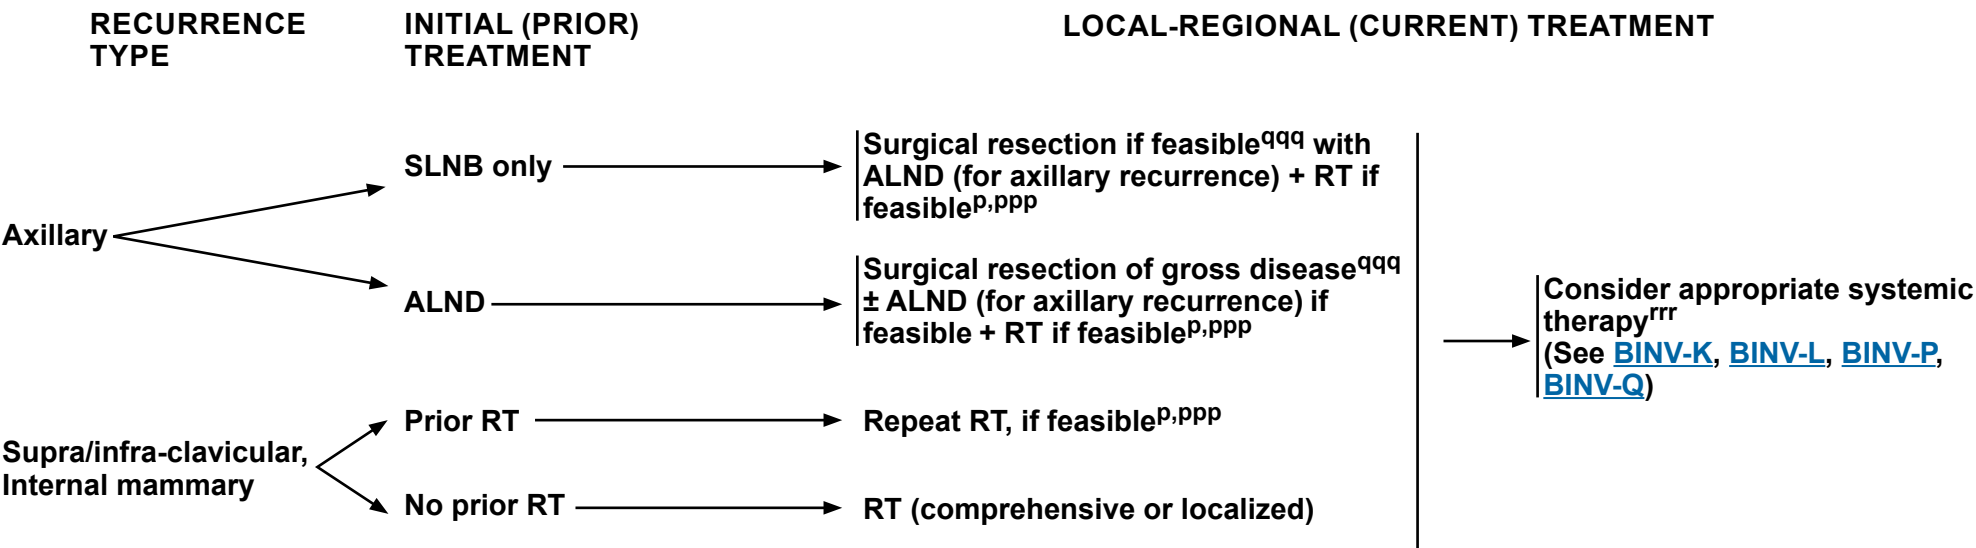 RECURRENCE
TYPE
INITIAL (PRIOR)
TREATMENT
LOCAL-REGIONAL (CURRENT) TREATMENT
Axillary
SLNB only
Surgical resection if feasibleqqq with
ALND (for axillary recurrence) + RT if
feasiblep,ppp
ALND
Surgical resection of gross diseaseqqq
± ALND (for axillary recurrence) if
feasible + RT if feasiblep,ppp
Supra/infra-clavicular,
Internal mammary
Prior RT
Repeat RT, if feasiblep,ppp
No prior RT
RT (comprehensive or localized)
Consider appropriate systemic
therapyrrr
(See BINV-K, BINV-L, BINV-P,
BINV-Q)